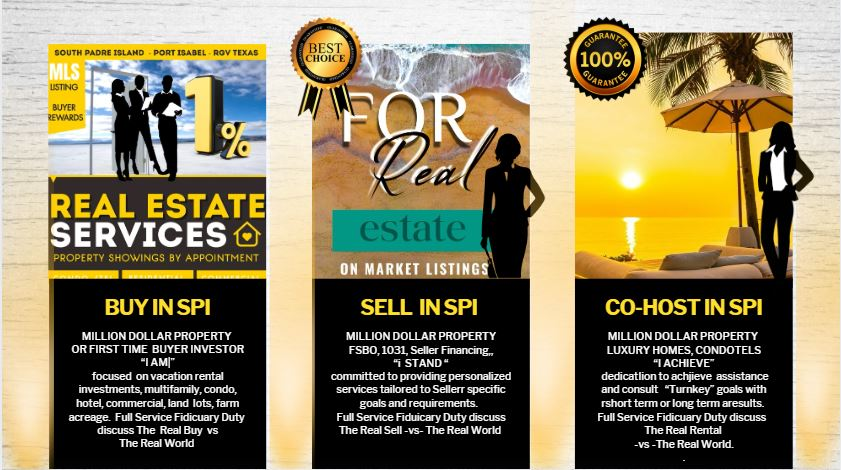 SOUTH PADRE ISLAND - PORT ISABEL - RGV TEXAS
MLS
LISTING
BUYER
REWARDS
1%
REAL ESTATE
SERVICES
PROPERTY SHOWINGS BY APPOINTMENT
BUY IN SPI
MILLION DOLLAR PROPERTY
OR FIRST TIME BUYER INVESTOR
"I AM|"
focused on vacation rental
investments, multifamily, condo,
hotel, commercial, land lots, farm
acreage. Full Service Fidicuary Duty
discuss The Real Buy vs
The Real World
BEST
CHOICE
FOR
Real
estate
ON MARKET LISTINGS
SELL IN SPI
MILLION DOLLAR PROPERTY
FSBO, 1031, Seller Financing,,
"i STAND "
committed to providing personalized
services tailored to Sellerr specific
goals and requirements.
Full Service Fiduicary Duty discuss
The Real Sell -vs- The Real World
GUARANTEE
100%
GUARANTEE
CO-HOST IN SPI
MILLION DOLLAR PROPERTY
LUXURY HOMES, CONDOTELS
"I ACHIEVE"
dedicatlion to achjieve assistance
and consult "Turnkey" goals with
rshort term or long term aresults.
Full Service Fidicuary Duty discuss
The Real Rental
-vs -The Real World.
.